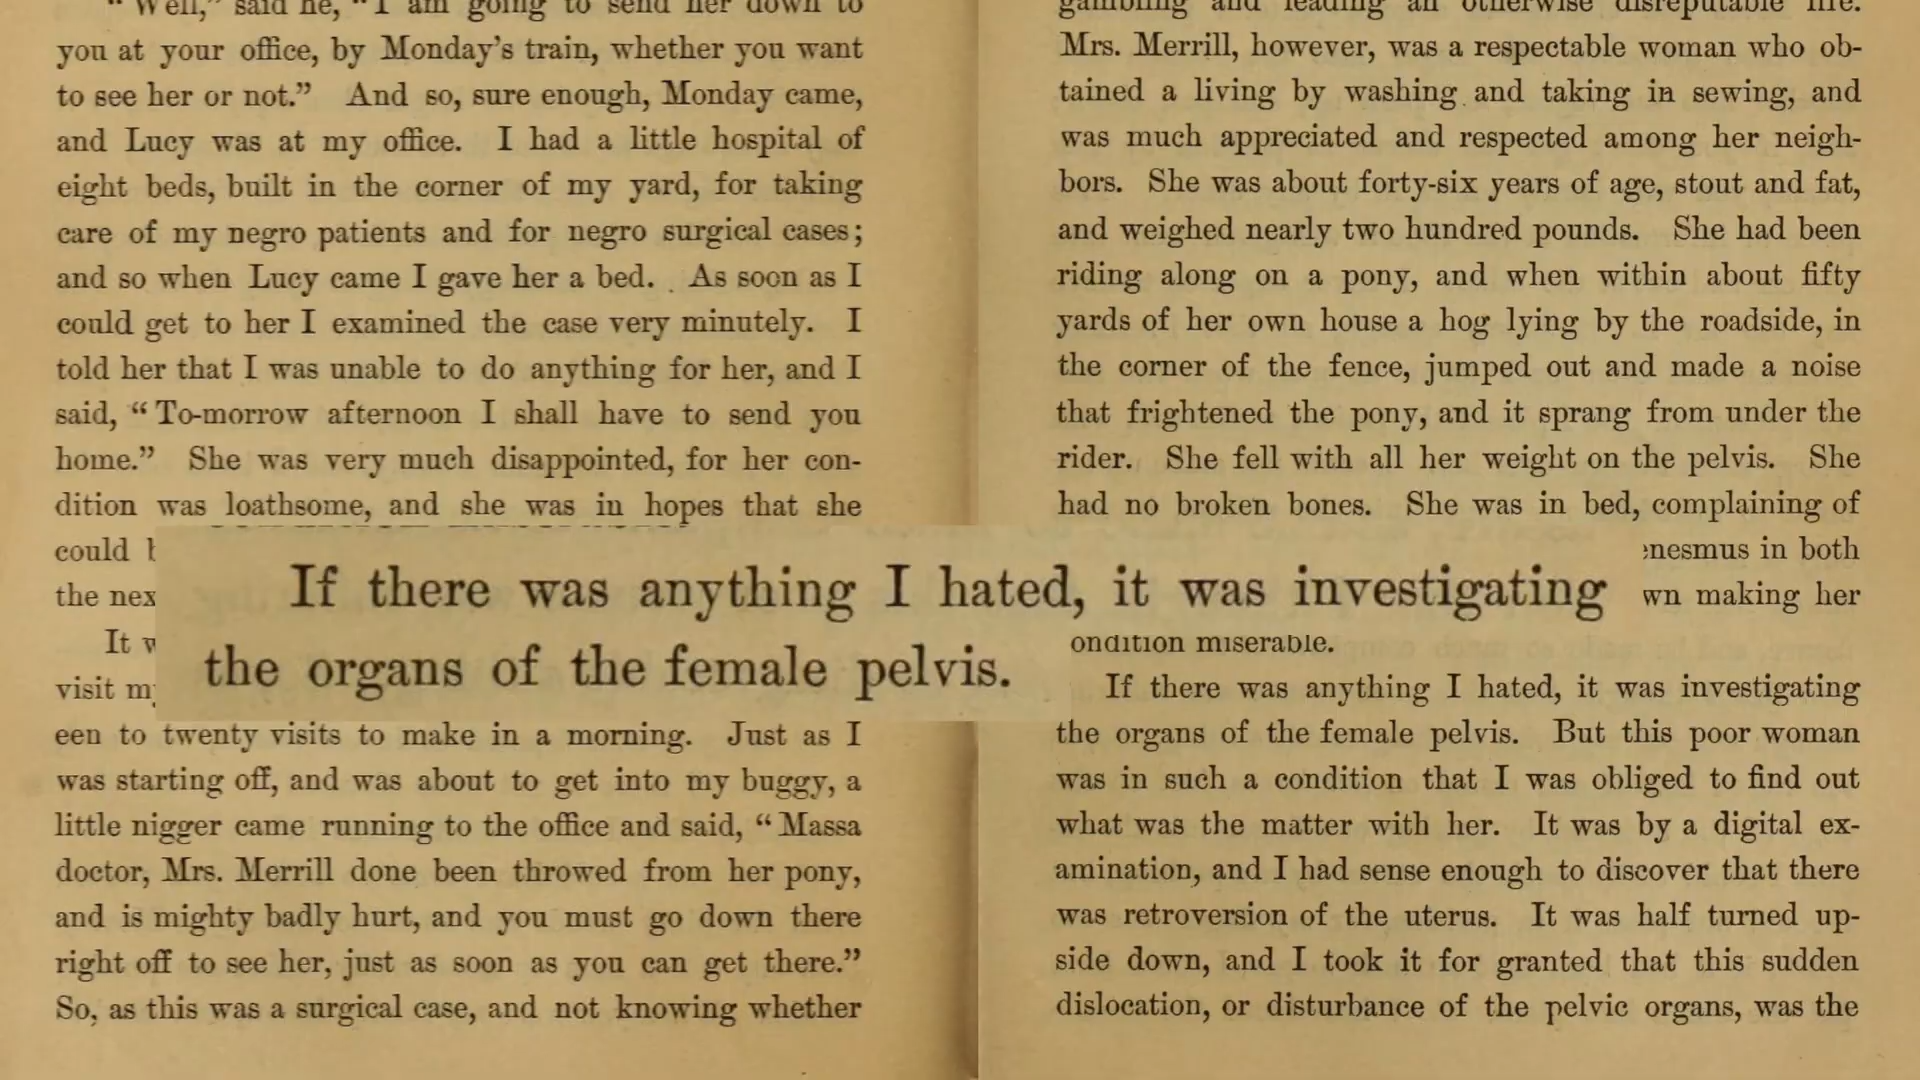 "Well," said he, "I am going to send her down to
you at your office, by Monday's train, whether you want
to see her or not." And so, sure enough, Monday came,
and Lucy was at my office. I had a little hospital of
eight beds, built in the corner of my yard, for taking
care of my negro patients and for negro surgical cases;
and so when Lucy came I gave her a bed. As soon as I
could get to her I examined the case very minutely. I
told her that I was unable to do anything for her, and I
said, "To-morrow afternoon I shall have to send you
home." She was very much disappointed, for her con-
dition was loathsome, and she was in hopes that she
could
the nex
It w
visit m
een to twenty visits to make in a morning. Just as I
was starting off, and was about to get into my buggy, a
little nigger came running to the office and said, "Massa
doctor, Mrs. Merrill done been throwed from her pony,
and is mighty badly hurt, and you must go down there
right off to see her, just as soon as you can get there."
So, as this was a surgical case, and not knowing whether
If there was anything I hated, it was investigating
the organs of the female pelvis.
gambling and leading an otherwise disreputable life.
Mrs. Merrill, however, was a respectable woman who ob-
tained a living by washing and taking in sewing, and
was much appreciated and respected among her neigh-
bors. She was about forty-six years of age, stout and fat,
and weighed nearly two hundred pounds. She had been
riding along on a pony, and when within about fifty
yards of her own house a hog lying by the roadside, in
the corner of the fence, jumped out and made a noise
that frightened the pony, and it sprang from under the
rider. She fell with all her weight on the pelvis. She
had no broken bones. She was in bed, complaining of
enesmus in both
wn making her
ondition miserable.
If there was anything I hated, it was investigating
the organs of the female pelvis. But this poor woman
was in such a condition that I was obliged to find out
what was the matter with her. It was by a digital ex-
amination, and I had sense enough to discover that there
was retroversion of the uterus. It was half turned up-
side down, and I took it for granted that this sudden
dislocation, or disturbance of the pelvic organs, was the